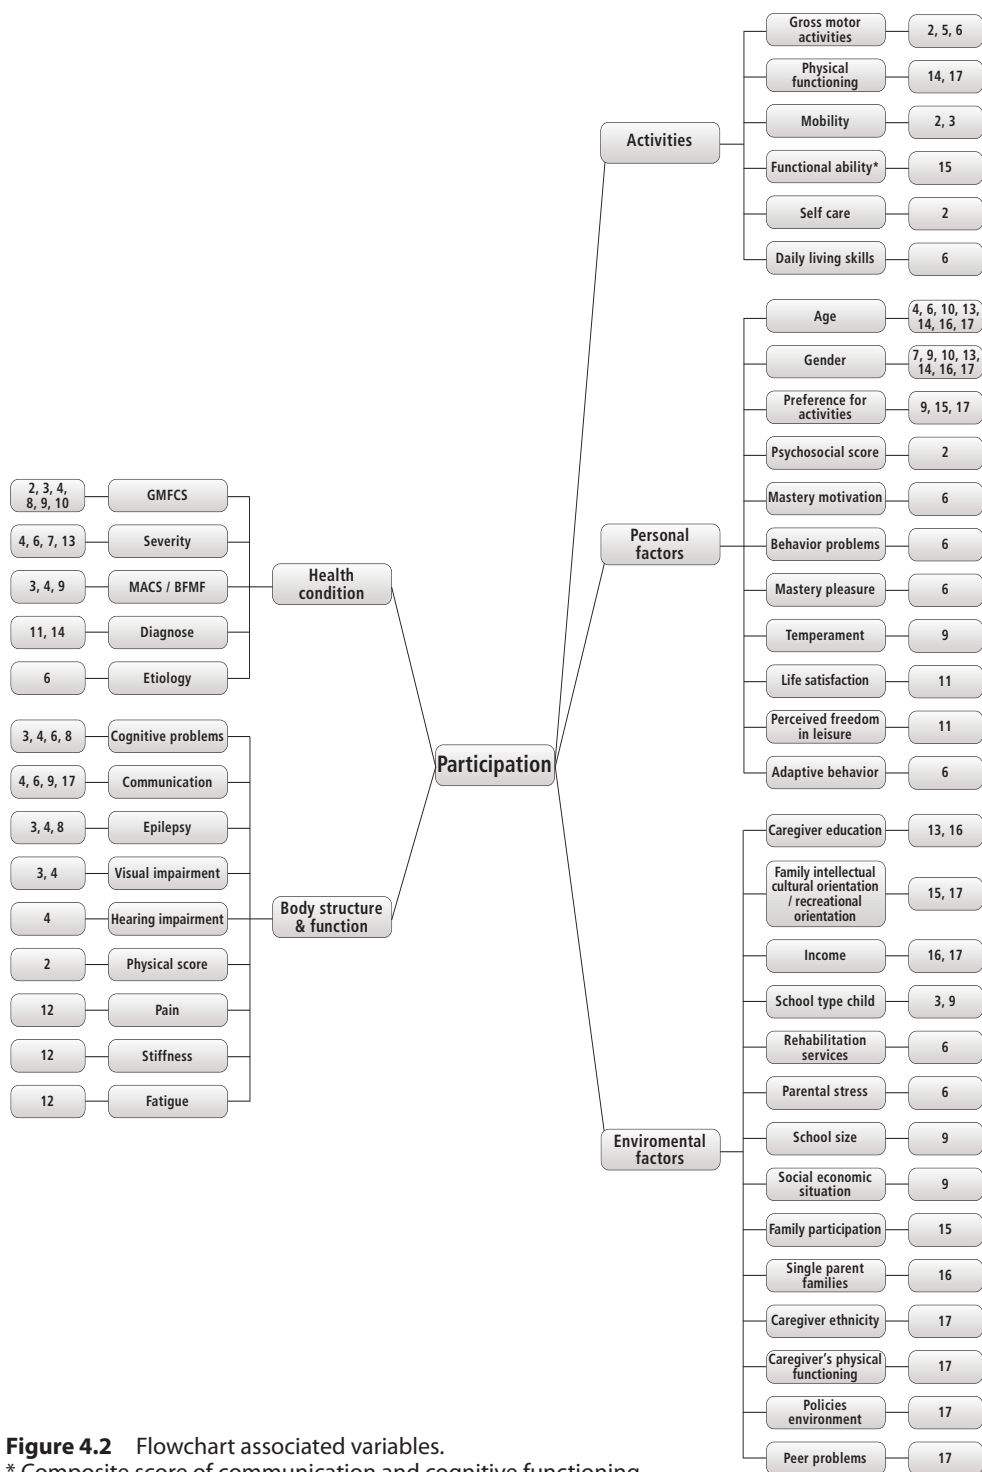 Gross motor
activities
2, 5, 6
Physical
functioning
14, 17
Mobility
2, 3
Activities
Functional ability*
15
Self care
2
Daily living skills
6
Age
4, 6, 10, 13,
14, 16, 17
Gender
7, 9, 10, 13,
14, 16, 17
Preference for
activities
9, 15, 17
Psychosocial score
2
Mastery motivation
6
Personal
factors
Behavior problems
6
Mastery pleasure
6
Temperament
9
Life satisfaction
11
Perceived freedom
in leisure
11
Adaptive behavior
6
2, 3, 4,
8, 9, 10
GMFCS
4, 6, 7, 13
Severity
3, 4, 9
MACS / BFMF
Health
condition
11, 14
Diagnose
6
Etiology
3, 4, 6, 8
Cognitive problems
4, 6, 9, 17
Communication
3, 4, 8
Epilepsy
3, 4
Visual impairment
4
Hearing impairment
Body structure
& function
2
Physical score
12
Pain
12
Stiffness
12
Fatigue
Participation
Caregiver education
13, 16
Family intellectual
cultural orientation
/ recreational
orientation
15, 17
Income
16, 17
School type child
3, 9
Rehabilitation
services
6
Parental stress
6
Enviromental
factors
School size
9
Social economic
situation
9
Family participation
15
Single parent
families
16
Caregiver ethnicity
17
Caregiver's physical
functioning
17
Policies
environment
17
Peer problems
17
Figure 4.2 Flowchart associated variables.
* Composite score of communication and cognitive functioning